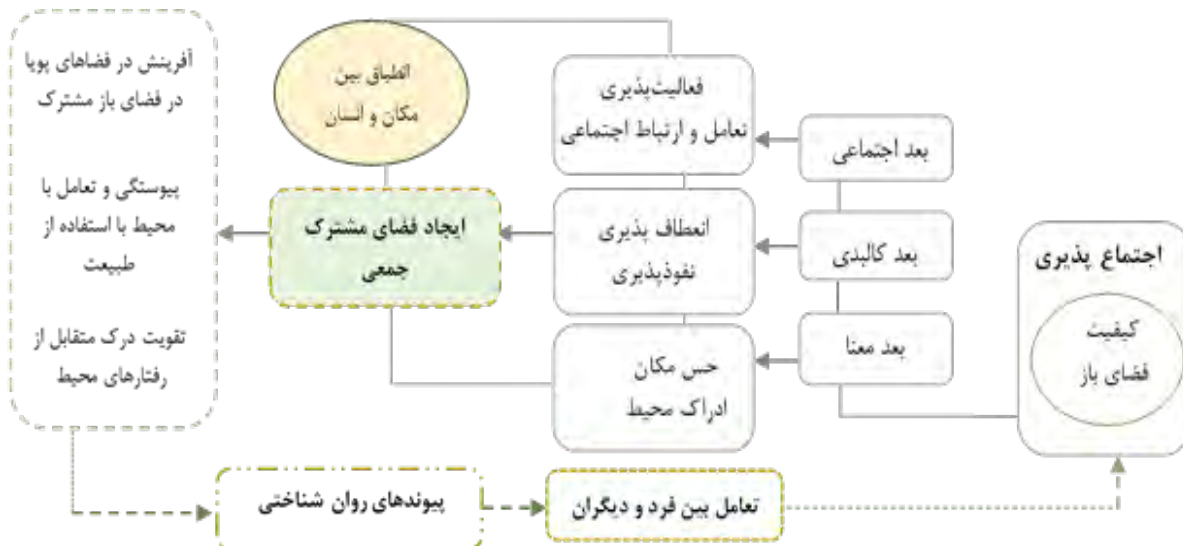 اجتماع پذیری
کیفیت
فضای باز
بعد اجتماعی
بعد کالبدی
بعد معنا
فعالیت‌پذیری
تعامل و ارتباط اجتماعی
انعطاف پذیری
نفوذپذیری
حس مکان
ادراک محیط
انطباق بین
مکان و انسان
ایجاد فضای مشترک
جمعی
آفرینش در فضاهای پویا
در فضای باز مشترک
پیوستگی و تعامل با
محیط با استفاده از
طبیعت
تقویت درک متقابل از
رفتارهای محیط
پیوندهای روان شناختی
تعامل بین فرد و دیگران